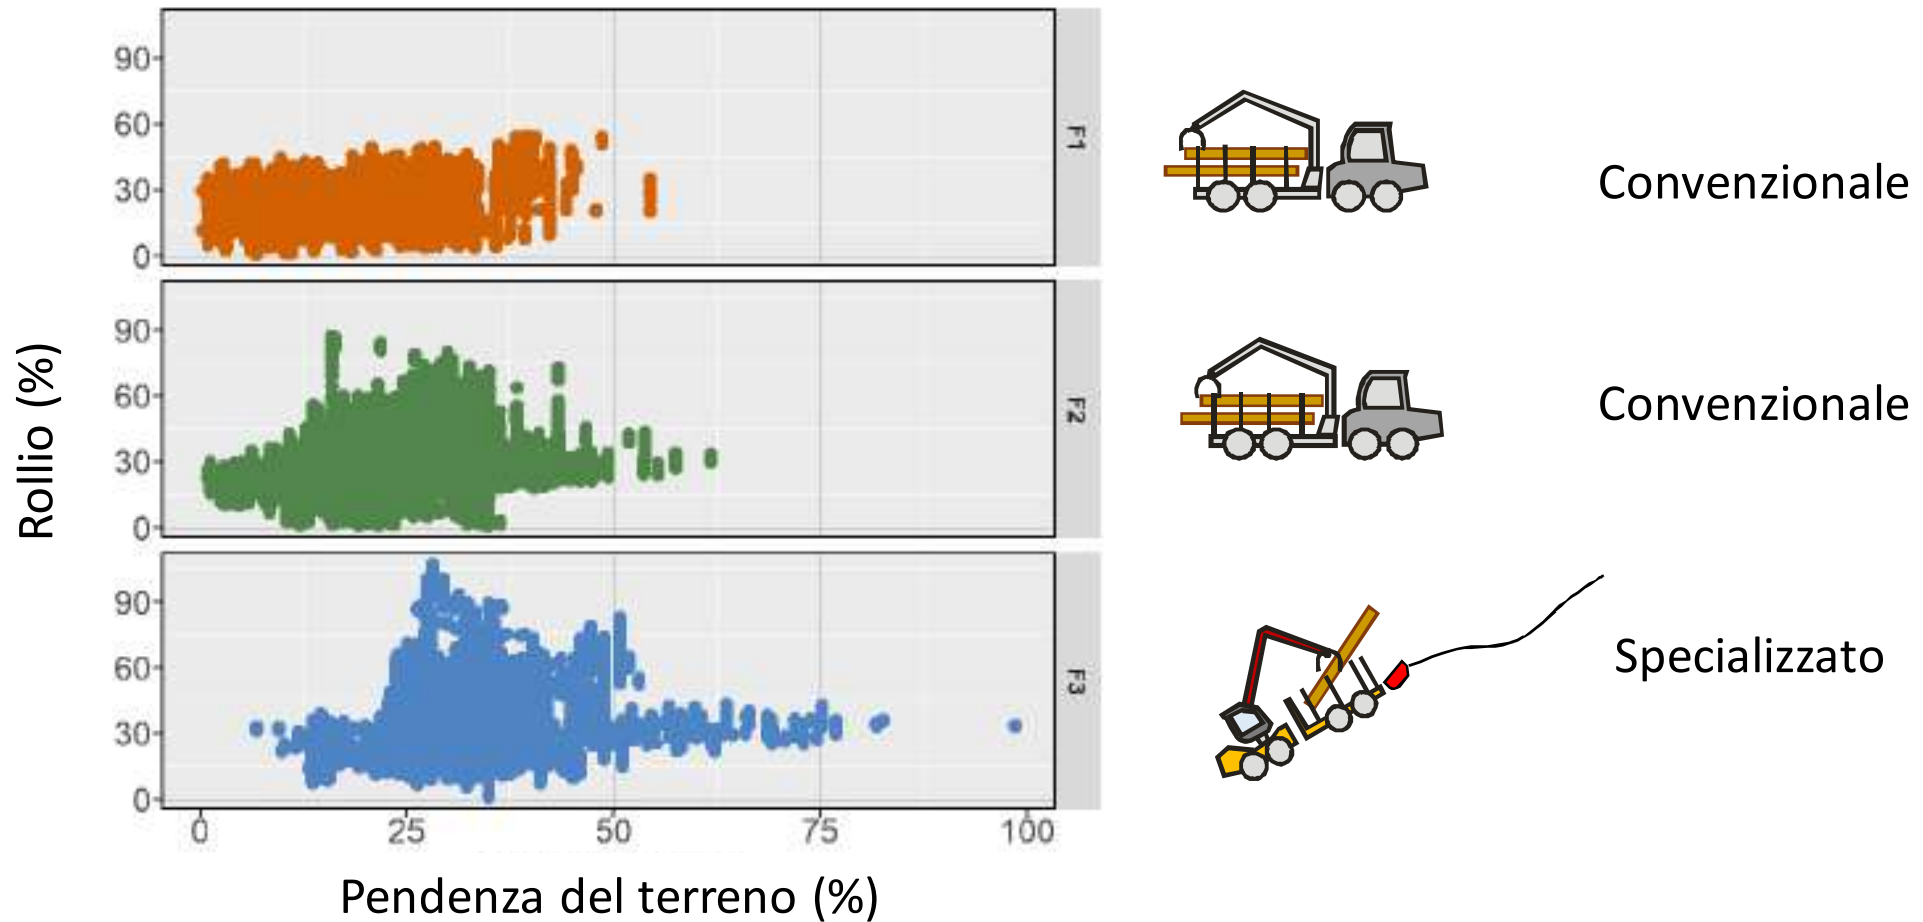 90
60
30
0
F1
Convenzionale
90
60
30
0
F2
Convenzionale
Rollio (%)
90
60
30
0
F3
Specializzato
0 25 50 75 100
Pendenza del terreno (%)